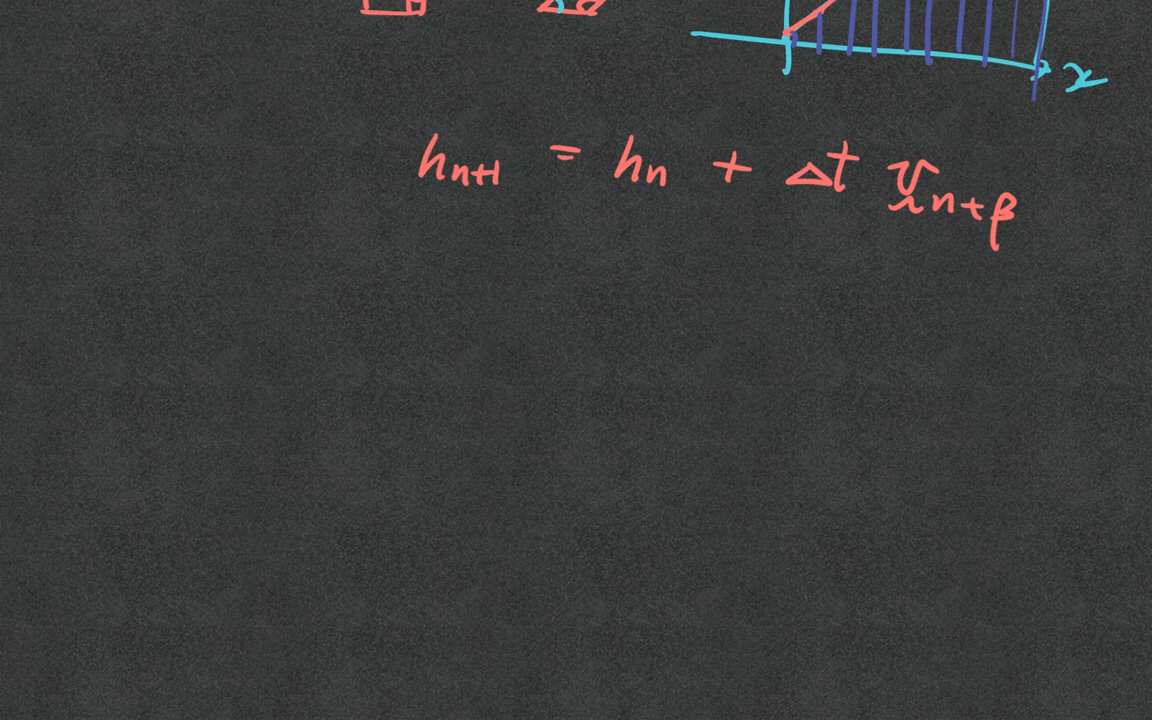 x
h_{n+1} = h_n + Δt v_{n+β}